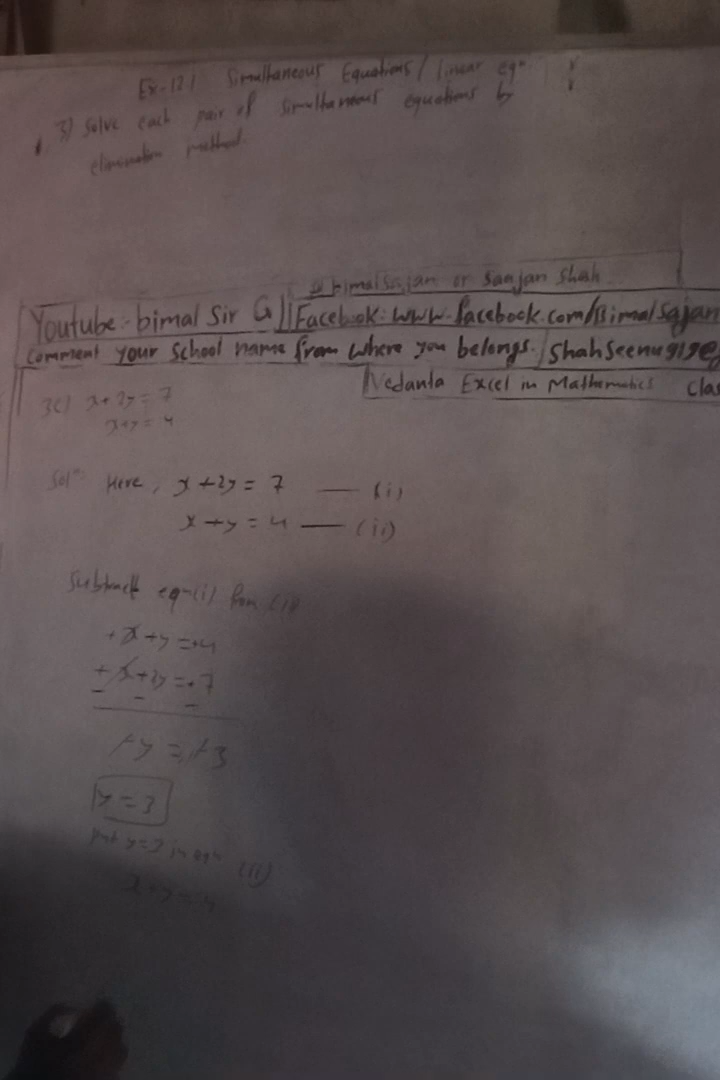 Ex-12.1 Simultaneous Equations/linear eqn
3) Solve each pair of simultaneous equations by
elimination method.
@bimalsajan or Sanjan Shah
Youtube:- bimal Sir G
Facebook: www.facebook.com/Bimalsajan
Comment your School name from where you belongs.
Vedanta Excel in Mathematics Clas
3c) x+2y=7
x+y=4
Soln: Here, x+2y=7 — (i)
x+y=4 — (ii)
Subtract eqn(i) from (ii)
+x+y=+4
+x+2y=+7
- - -
-y=-3
y=3
put y=3 in eqn (ii)
x+y=4